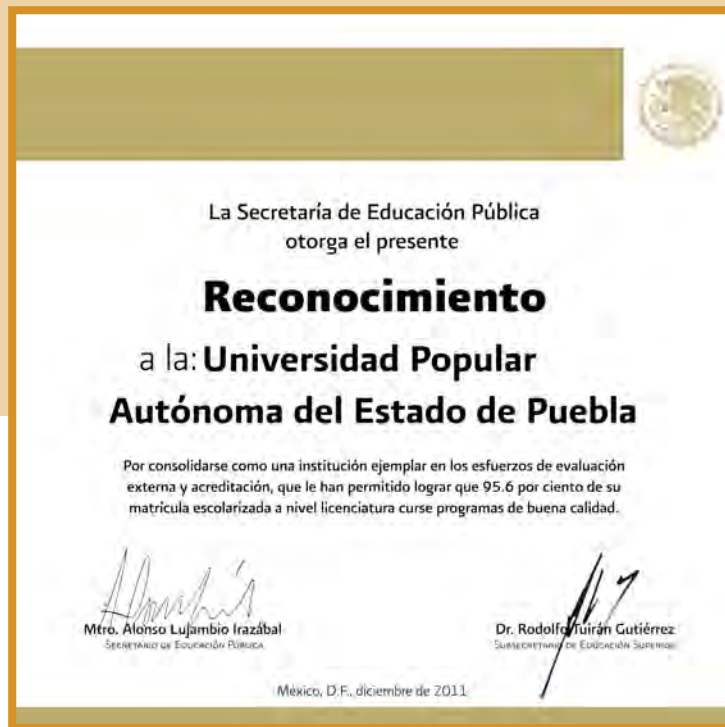 La Secretaría de Educación Pública
otorga el presente
Reconocimiento
a la: Universidad Popular
Autónoma del Estado de Puebla
Por consolidarse como una institución ejemplar en los esfuerzos de evaluación
externa y acreditación, que le han permitido lograr que 95.6 por ciento de su
matrícula escolarizada a nivel licenciatura curse programas de buena calidad.
Mtro. Alonso Lujambio Irazábal
Secretario de Educación Pública
Dr. Rodolfo Tuirán Gutiérrez
Subsecretario de Educación Superior
México, D.F., diciembre de 2011